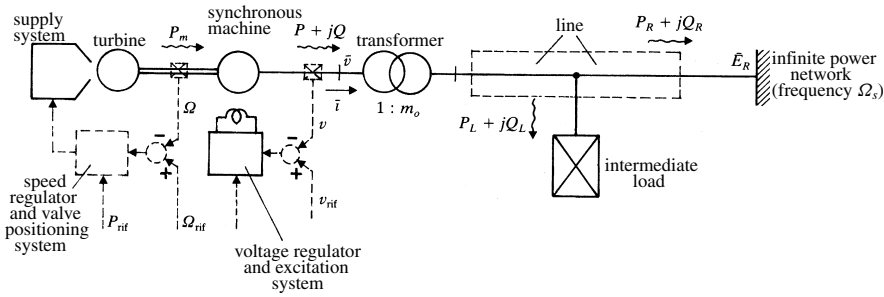 supply
system
turbine
P_m
synchronous
machine
P + jQ
v̄
transformer
line
P_R + jQ_R
Ē_R
infinite power
network
(frequency Ω_s)
ī
1 : m_o
Ω
v
P_L + jQ_L
intermediate
load
−
+
−
+
speed
regulator
and valve
positioning
system
P_rif
Ω_rif
v_rif
voltage regulator
and excitation
system